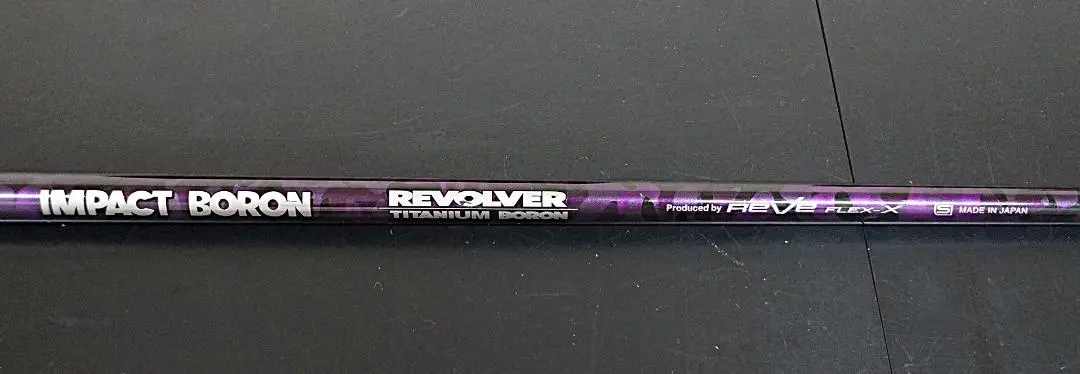 IMPACT BORON
REVOLVER
TITANIUM BORON
Produced by ReVe FLEX-X
S MADE IN JAPAN